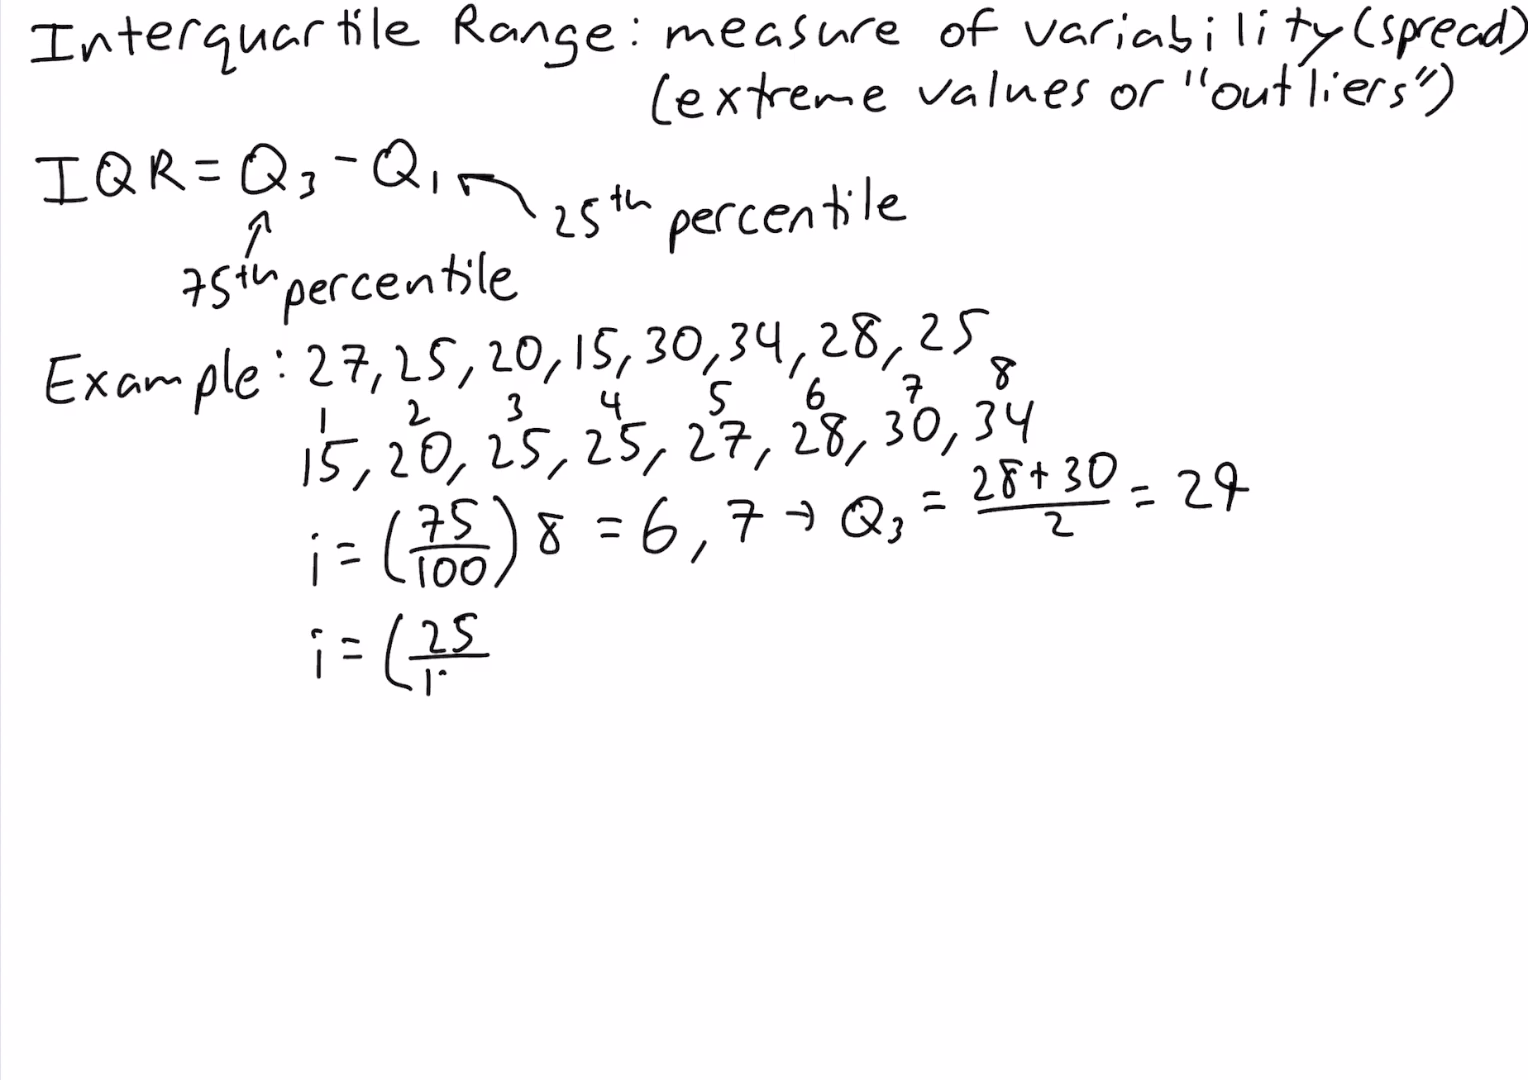 Interquartile Range: measure of variability (spread)
(extreme values or "outliers")
IQR = Q₃ - Q₁
25th percentile
75th percentile
Example: 27, 25, 20, 15, 30, 34, 28, 25
1 2 3 4 5 6 7 8
15, 20, 25, 25, 27, 28, 30, 34
i = (75/100) 8 = 6, 7 → Q₃ = (28+30)/2 = 29
i = (25/1